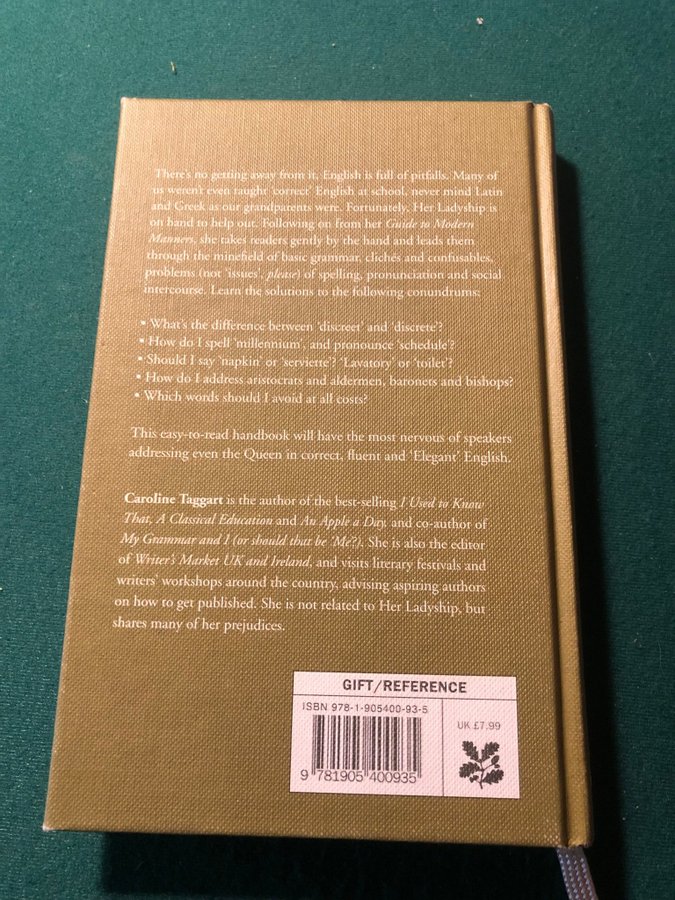 There's no getting away from it, English is full of pitfalls. Many of
us weren't even taught 'correct' English at school, never mind Latin
and Greek as our grandparents were. Fortunately, Her Ladyship is
on hand to help out. Following on from her Guide to Modern
Manners, she takes readers gently by the hand and leads them
through the minefield of basic grammar, clichés and confusables,
problems (not 'issues', please) of spelling, pronunciation and social
intercourse. Learn the solutions to the following conundrums:
• What's the difference between 'discreet' and 'discrete'?
• How do I spell 'millennium', and pronounce 'schedule'?
• Should I say 'napkin' or 'serviette'? 'Lavatory' or 'toilet'?
• How do I address aristocrats and aldermen, baronets and bishops?
• Which words should I avoid at all costs?
This easy-to-read handbook will have the most nervous of speakers
addressing even the Queen in correct, fluent and 'Elegant' English.
Caroline Taggart is the author of the best-selling I Used to Know
That, A Classical Education and An Apple a Day, and co-author of
My Grammar and I (or should that be 'Me'?). She is also the editor
of Writer's Market UK and Ireland, and visits literary festivals and
writers' workshops around the country, advising aspiring authors
on how to get published. She is not related to Her Ladyship, but
shares many of her prejudices.
GIFT/REFERENCE
ISBN 978-1-905400-93-5
UK £7.99
9 781905 400935